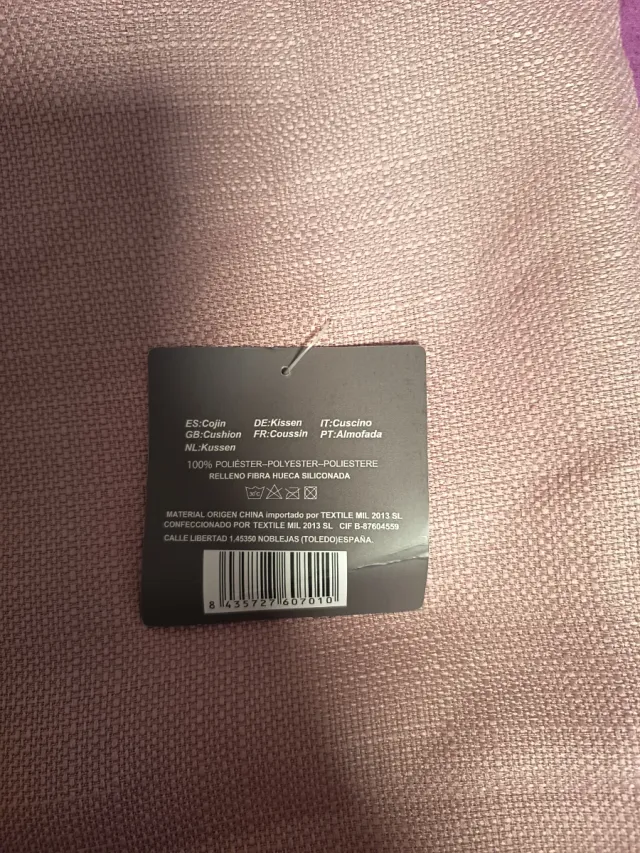 ES:Cojin DE:Kissen IT:Cuscino
GB:Cushion FR:Coussin PT:Almofada
NL:Kussen
100% POLIÉSTER–POLYESTER–POLIESTERE
RELLENO FIBRA HUECA SILICONADA
MATERIAL ORIGEN CHINA importado por TEXTILE MIL 2013 SL
CONFECCIONADO POR TEXTILE MIL 2013 SL CIF B-87604559
CALLE LIBERTAD 1,45350 NOBLEJAS (TOLEDO)ESPAÑA.
8 435727 607010